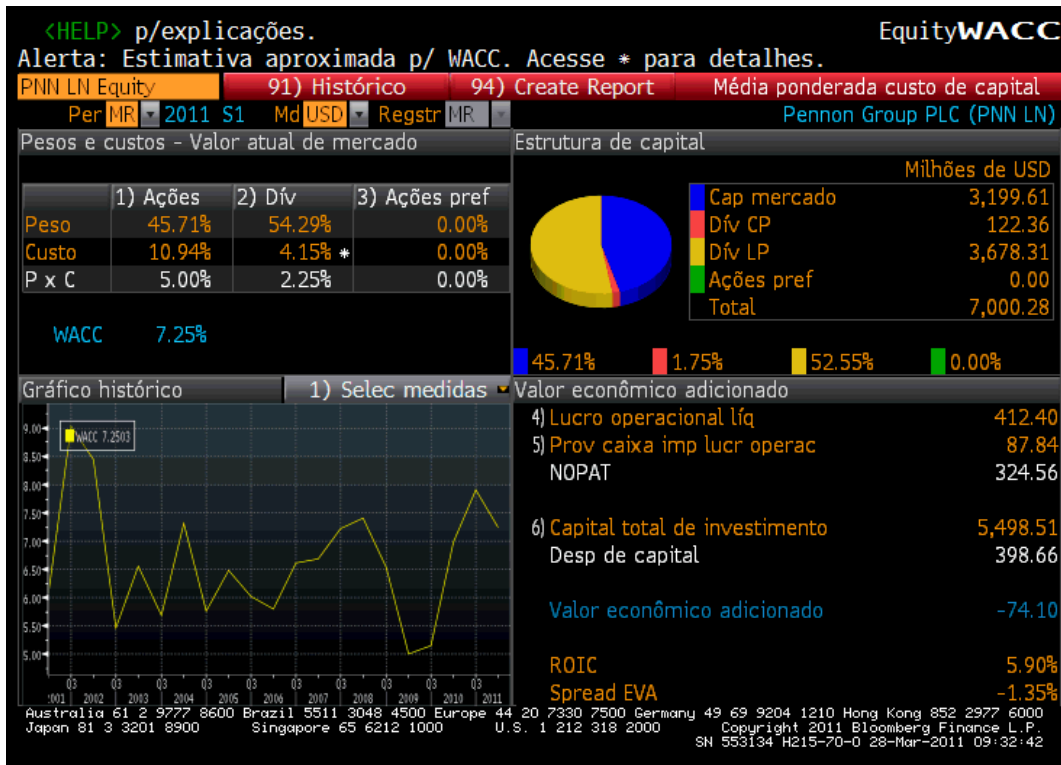 <HELP> p/explicações. EquityWACC
Alerta: Estimativa aproximada p/ WACC. Acesse * para detalhes.
PNN LN Equity 91) Histórico 94) Create Report Média ponderada custo de capital
Per MR 2011 S1 Md USD Regstr MR Pennon Group PLC (PNN LN)
Pesos e custos - Valor atual de mercado
1) Ações 2) Dív 3) Ações pref
Peso 45.71% 54.29% 0.00%
Custo 10.94% 4.15% * 0.00%
P x C 5.00% 2.25% 0.00%
WACC 7.25%
Estrutura de capital
Milhões de USD
Cap mercado 3,199.61
Dív CP 122.36
Dív LP 3,678.31
Ações pref 0.00
Total 7,000.28
45.71% 1.75% 52.55% 0.00%
Gráfico histórico 1) Selec medidas
WACC 7.2503
9.00
8.50
8.00
7.50
7.00
6.50
6.00
5.50
5.00
Q3 Q3 Q3 Q3 Q3 Q3 Q3 Q3 Q3 Q3
2002 2003 2004 2005 2006 2007 2008 2009 2010 2011
Valor econômico adicionado
4) Lucro operacional líq 412.40
5) Prov caixa imp lucr operac 87.84
NOPAT 324.56
6) Capital total de investimento 5,498.51
Desp de capital 398.66
Valor econômico adicionado -74.10
ROIC 5.90%
Spread EVA -1.35%
Australia 61 2 9777 8600 Brazil 5511 3048 4500 Europe 44 20 7330 7500 Germany 49 69 9204 1210 Hong Kong 852 2977 6000
Japan 81 3 3201 8900 Singapore 65 6212 1000 U.S. 1 212 318 2000 Copyright 2011 Bloomberg Finance L.P.
SN 553134 H215-70-0 28-Mar-2011 09:32:42